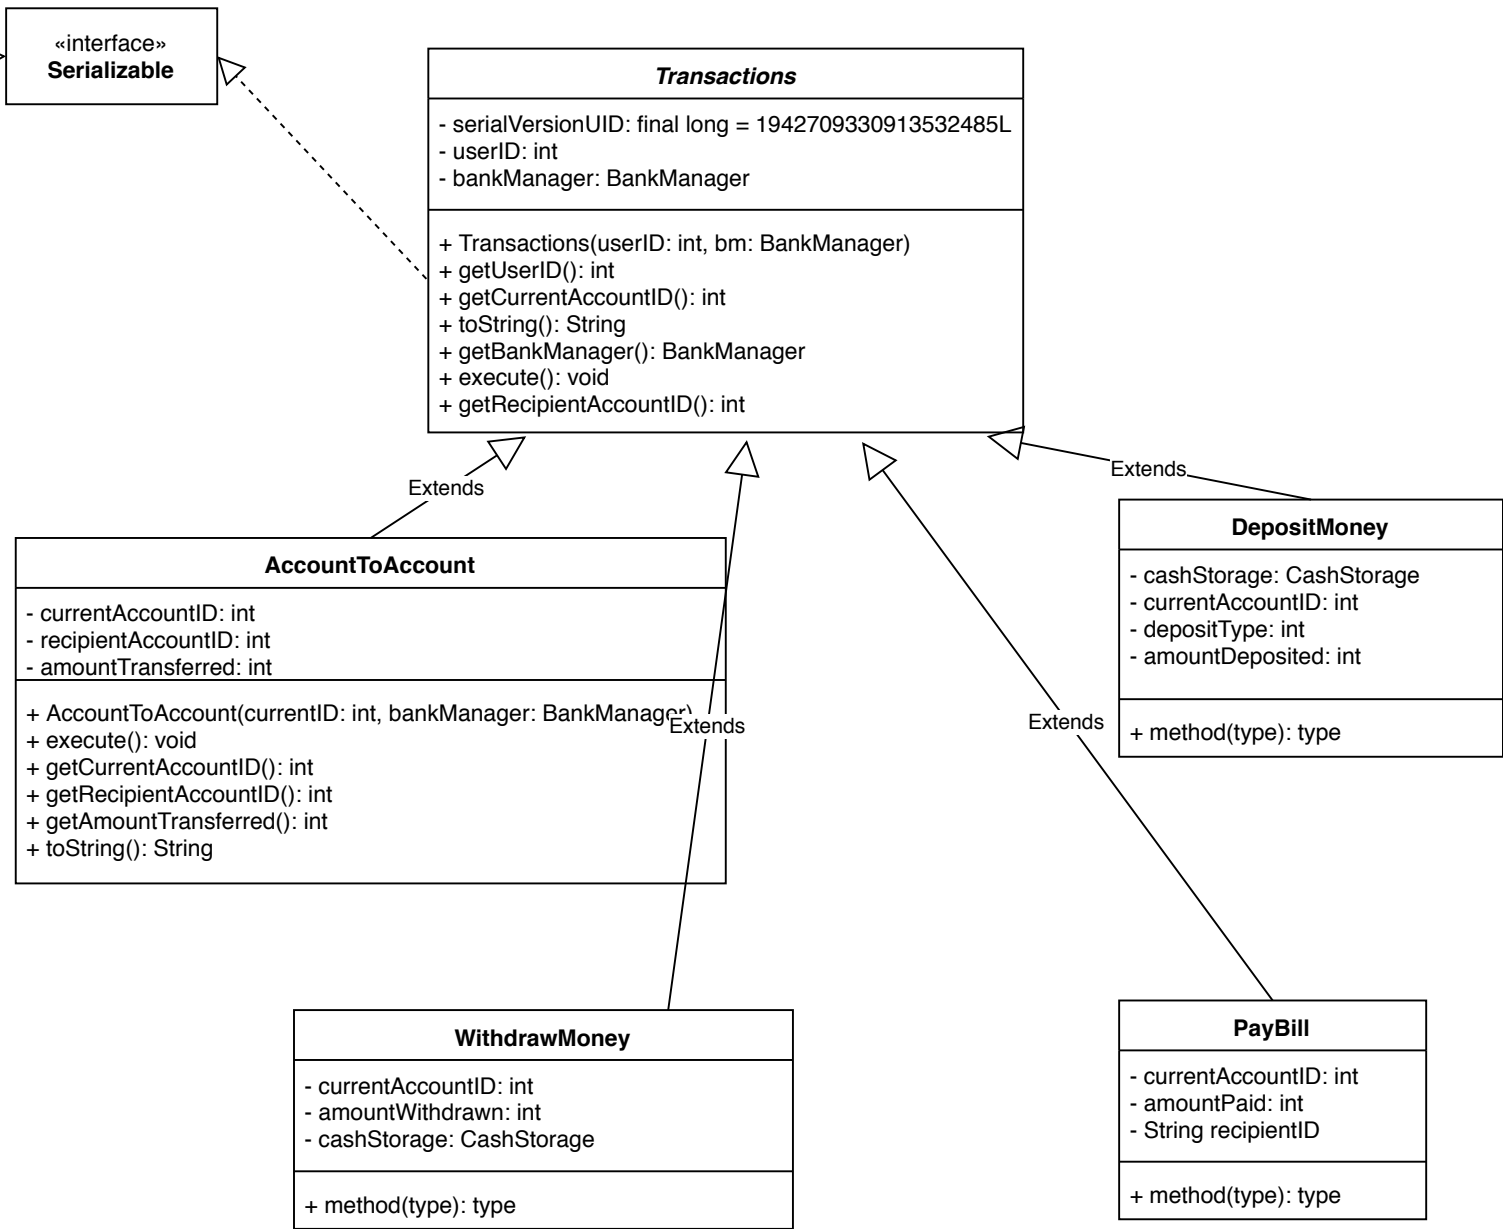 «interface»
Serializable
Transactions
- serialVersionUID: final long = 1942709330913532485L
- userID: int
- bankManager: BankManager
+ Transactions(userID: int, bm: BankManager)
+ getUserID(): int
+ getCurrentAccountID(): int
+ toString(): String
+ getBankManager(): BankManager
+ execute(): void
+ getRecipientAccountID(): int
Extends
Extends
AccountToAccount
- currentAccountID: int
- recipientAccountID: int
- amountTransferred: int
+ AccountToAccount(currentID: int, bankManager: BankManager)
+ execute(): void
+ getCurrentAccountID(): int
+ getRecipientAccountID(): int
+ getAmountTransferred(): int
+ toString(): String
Extends
Extends
DepositMoney
- cashStorage: CashStorage
- currentAccountID: int
- depositType: int
- amountDeposited: int
+ method(type): type
WithdrawMoney
- currentAccountID: int
- amountWithdrawn: int
- cashStorage: CashStorage
+ method(type): type
PayBill
- currentAccountID: int
- amountPaid: int
- String recipientID
+ method(type): type